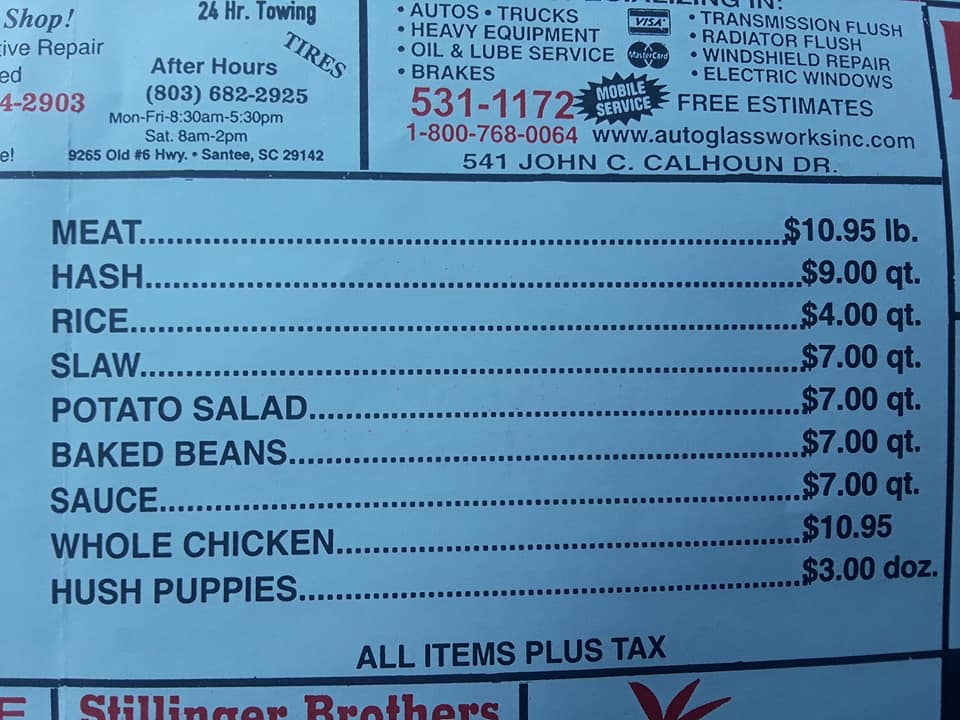 Shop!
tive Repair
ed
4-2903
e!
24 Hr. Towing
TIRES
After Hours
(803) 682-2925
Mon-Fri-8:30am-5:30pm
Sat. 8am-2pm
9265 Old #6 Hwy. • Santee, SC 29142
IN:
• AUTOS • TRUCKS
• HEAVY EQUIPMENT
• OIL & LUBE SERVICE
• BRAKES
VISA
MasterCard
• TRANSMISSION FLUSH
• RADIATOR FLUSH
• WINDSHIELD REPAIR
• ELECTRIC WINDOWS
531-1172
MOBILE
SERVICE
FREE ESTIMATES
1-800-768-0064 www.autoglassworksinc.com
541 JOHN C. CALHOUN DR.
MEAT....................$10.95 lb.
HASH....................$9.00 qt.
RICE....................$4.00 qt.
SLAW....................$7.00 qt.
POTATO SALAD....................$7.00 qt.
BAKED BEANS....................$7.00 qt.
SAUCE....................$7.00 qt.
WHOLE CHICKEN....................$10.95
HUSH PUPPIES....................$3.00 doz.
ALL ITEMS PLUS TAX
E
Stillinger Brothers